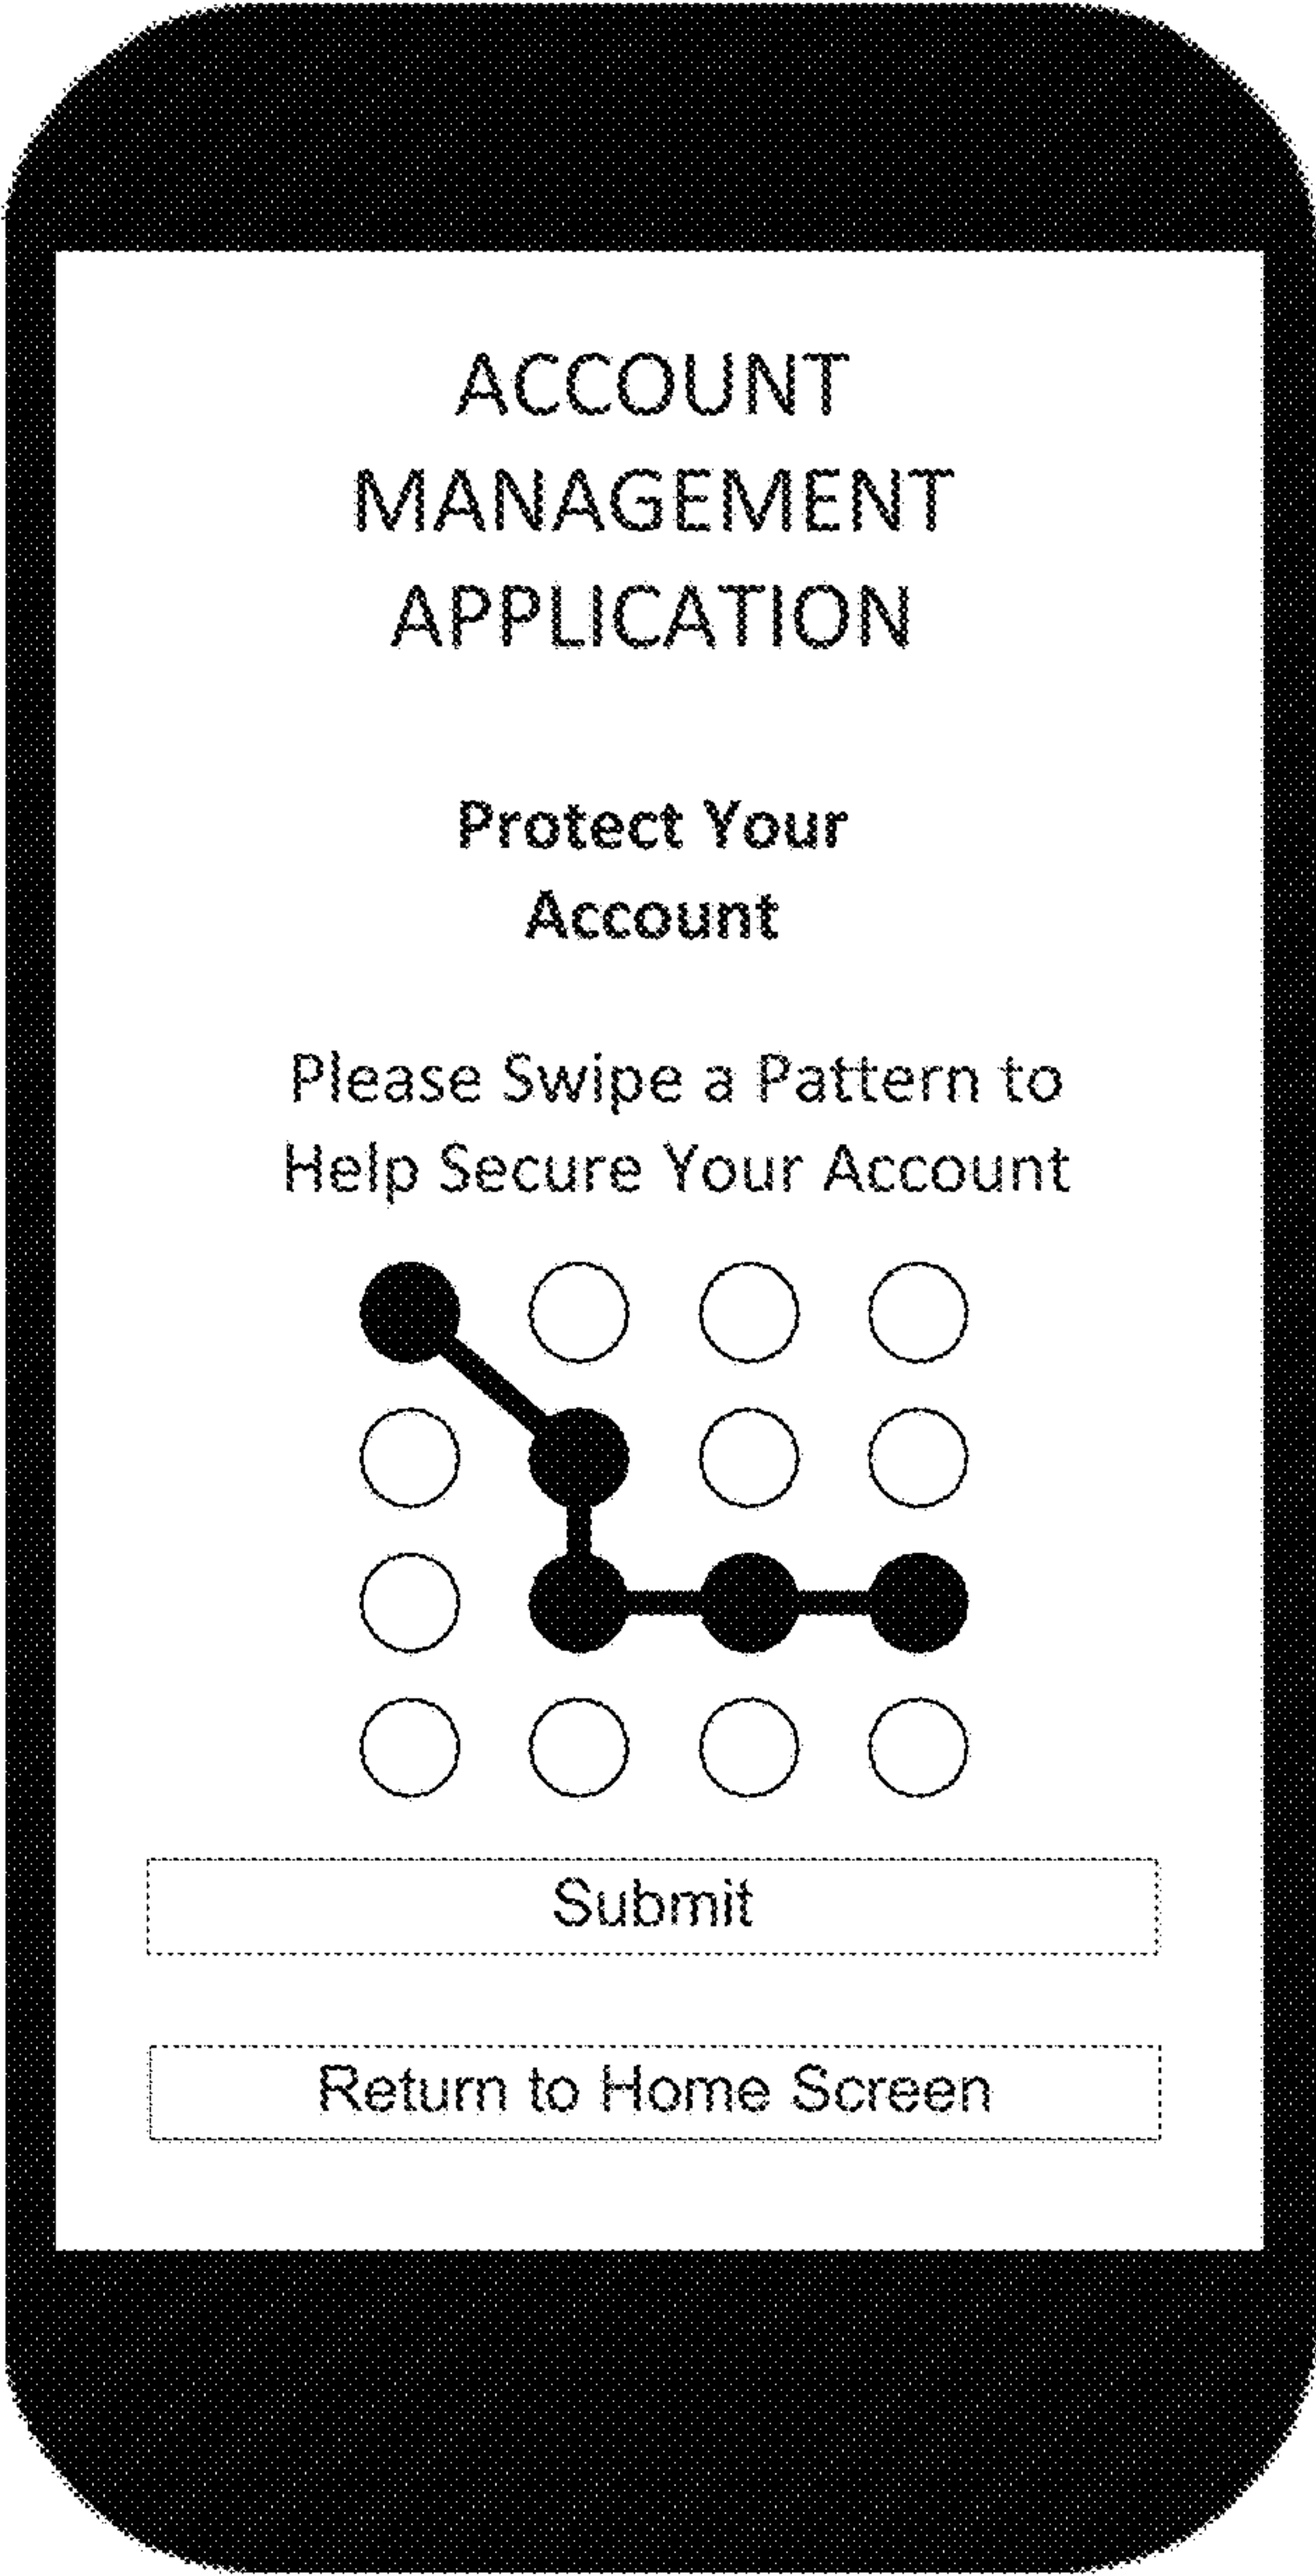 ACCOUNT
MANAGEMENT
APPLICATION
Protect Your
Account
Please Swipe a Pattern to
Help Secure Your Account
Submit
Return to Home Screen